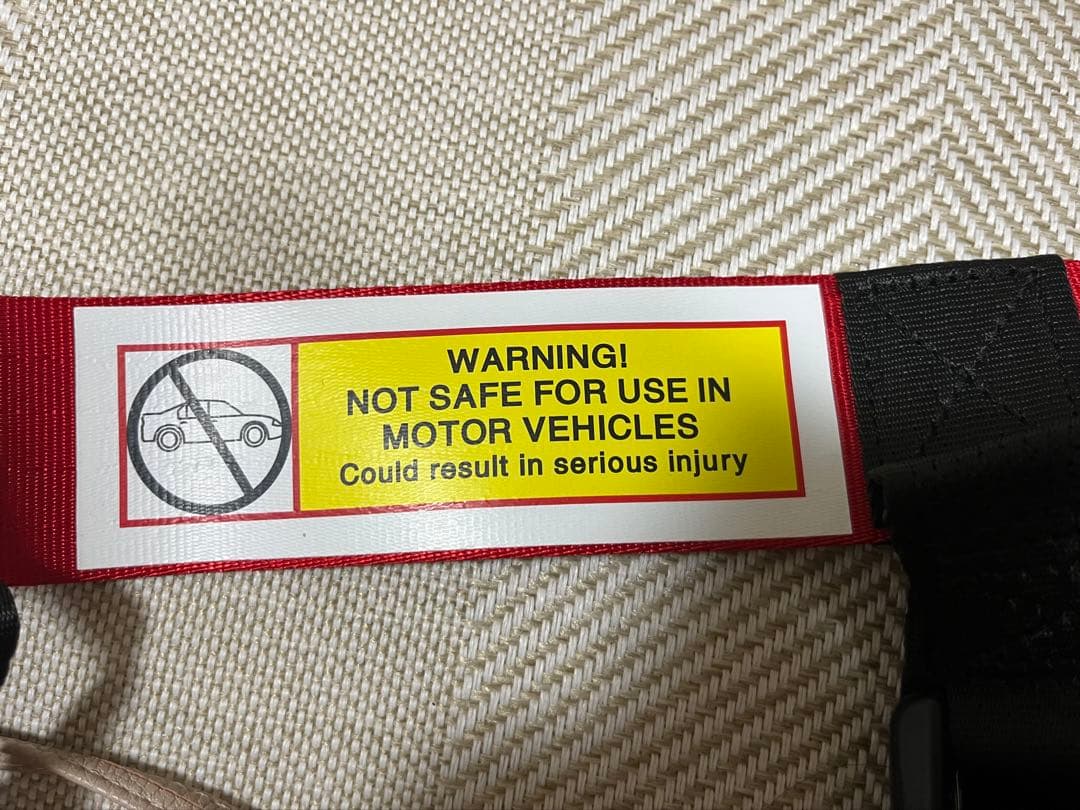 WARNING!
NOT SAFE FOR USE IN
MOTOR VEHICLES
Could result in serious injury